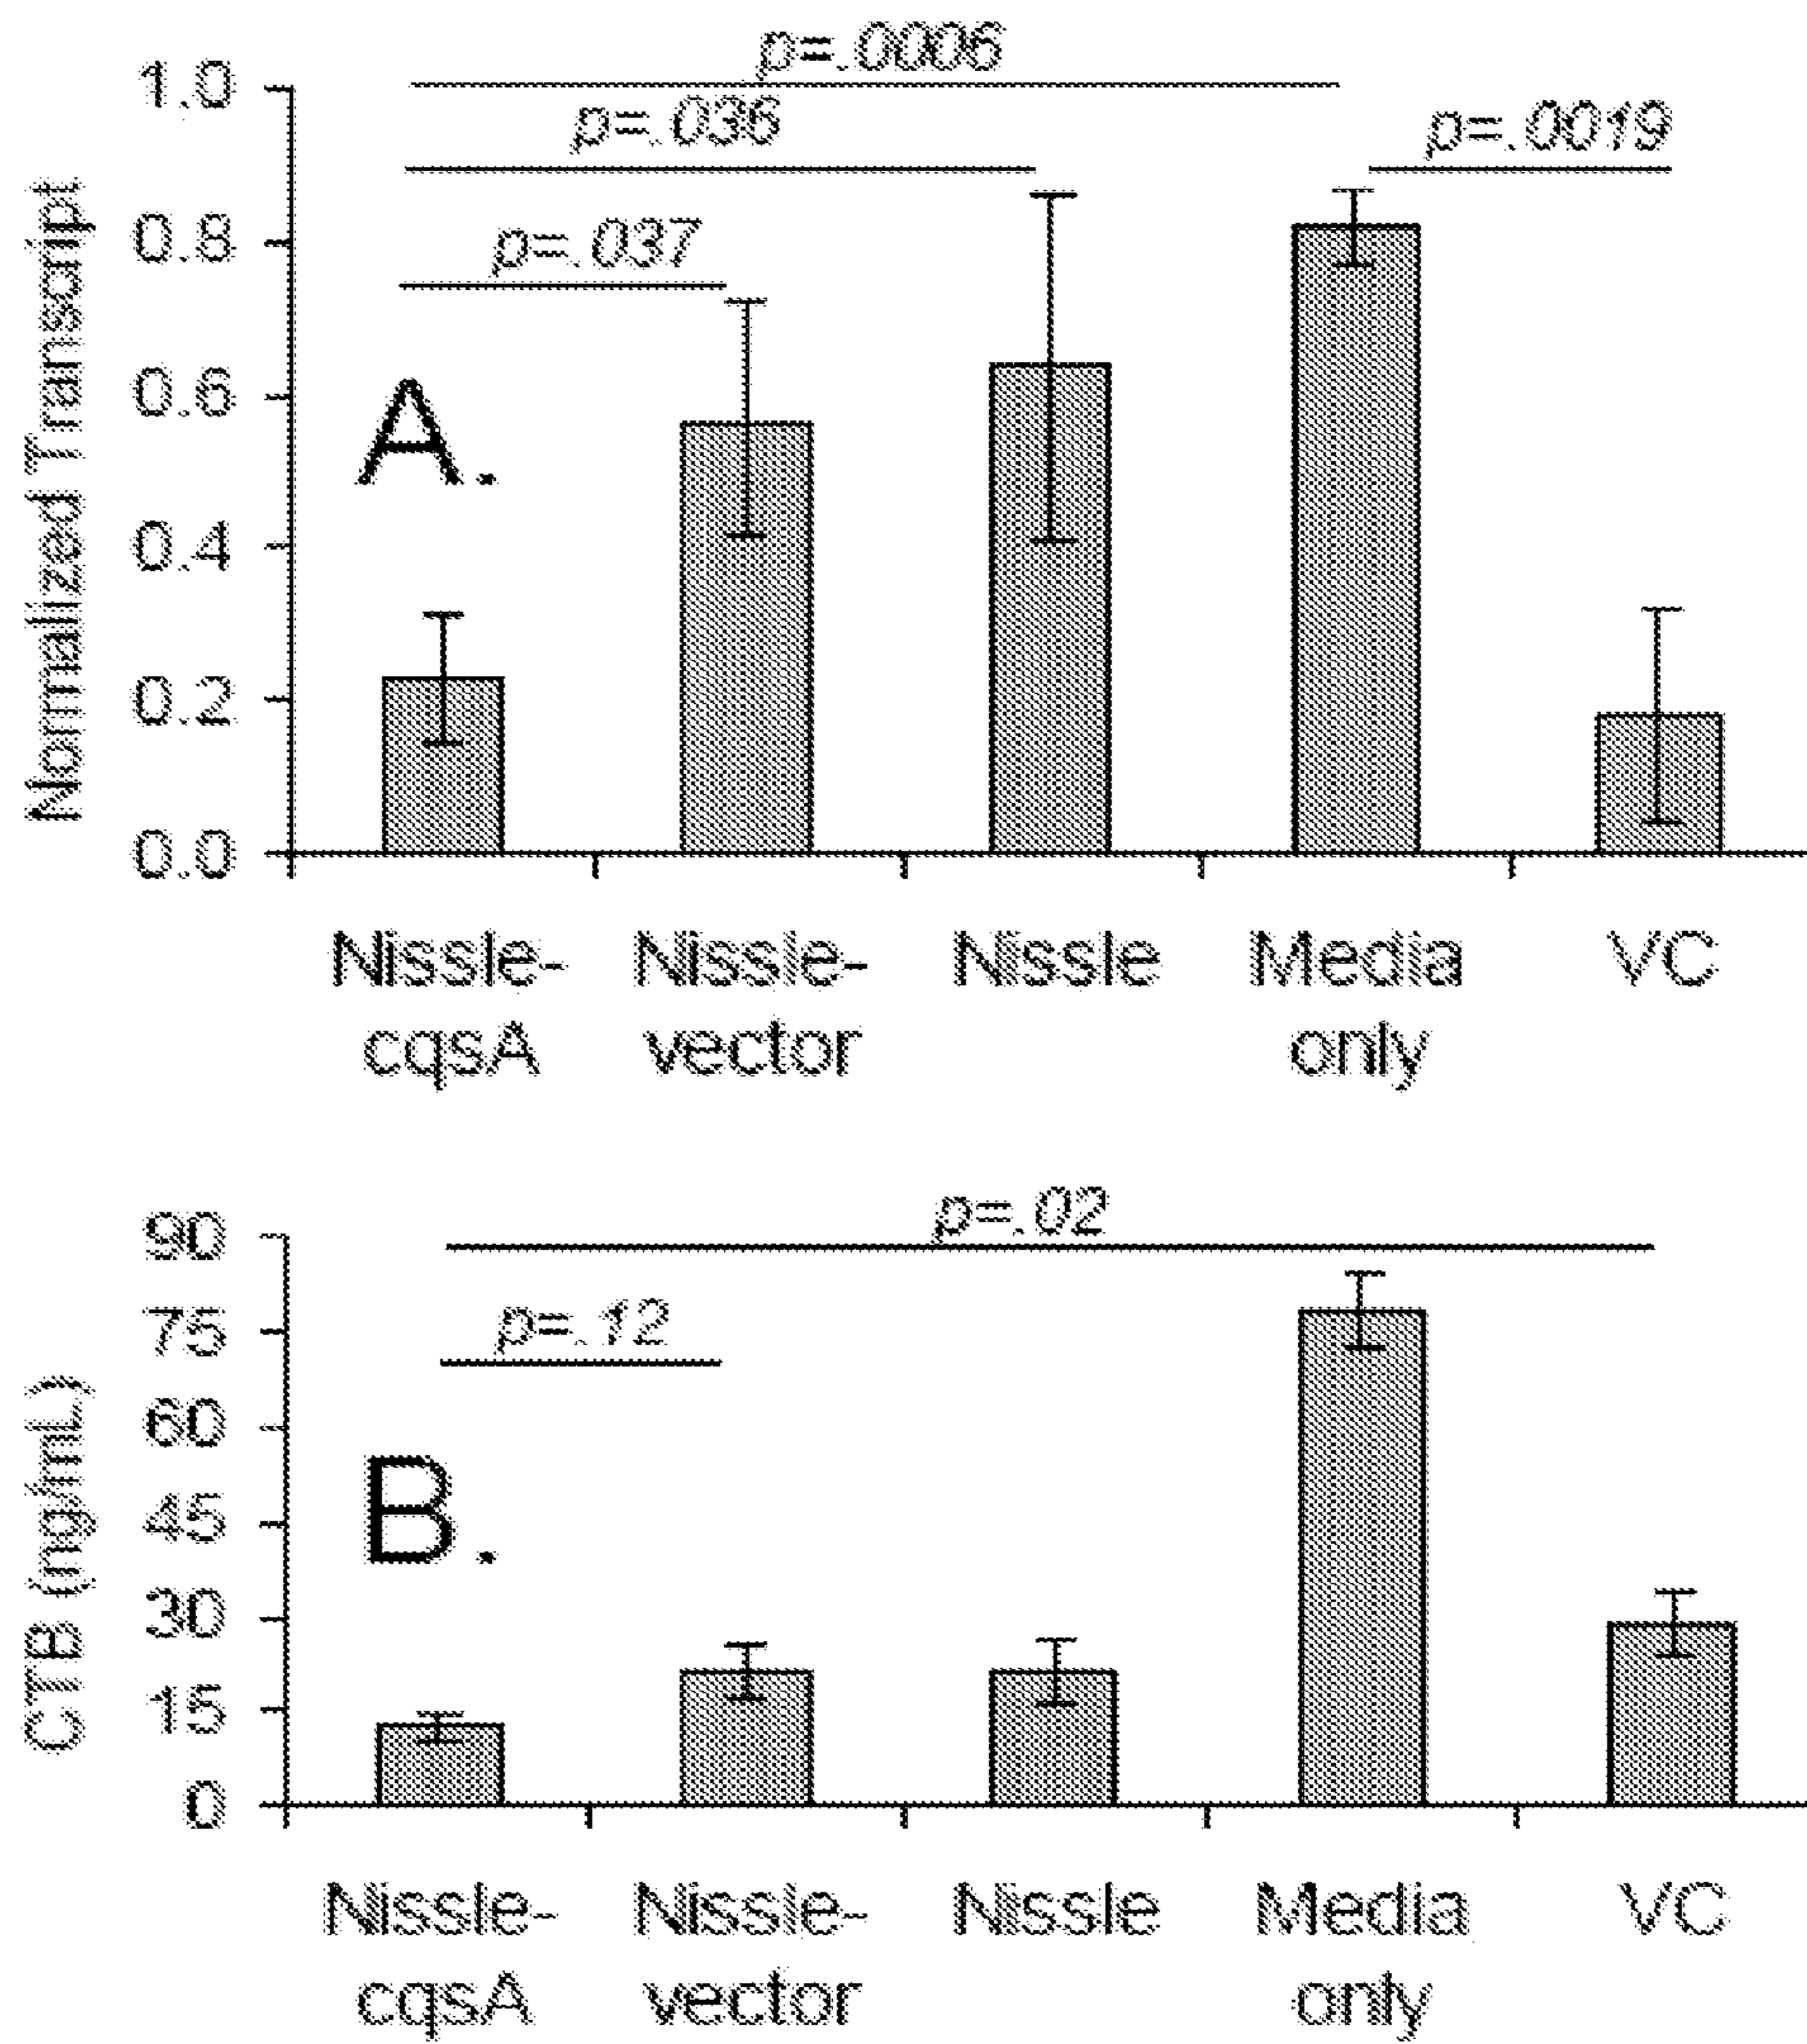 p=.0006
p=.036
p=.0019
p=.037
Normalized Transcript
1.0
0.8
0.6
0.4
0.2
0.0
A.
Nissle-
cqsA
Nissle-
vector
Nissle
Media
only
VC
p=.02
p=.12
CTB (ng/mL)
90
75
60
45
30
15
0
B.
Nissle-
cqsA
Nissle-
vector
Nissle
Media
only
VC